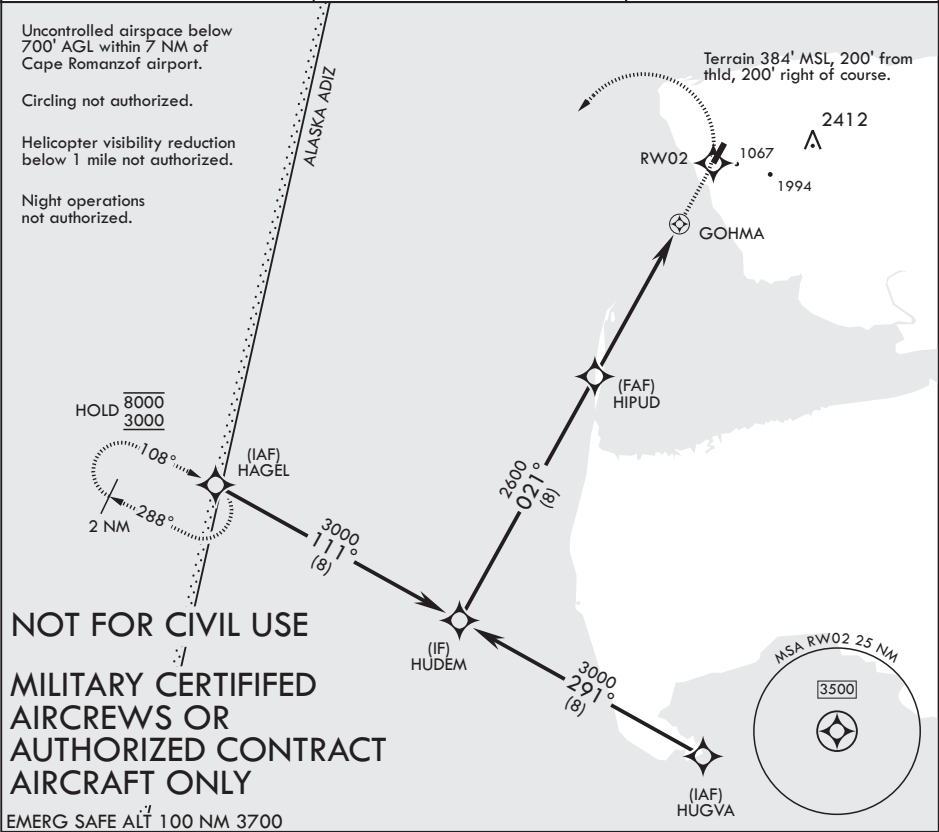 Uncontrolled airspace below
700' AGL within 7 NM of
Cape Romanzof airport.
Circling not authorized.
Helicopter visibility reduction
below 1 mile not authorized.
Night operations
not authorized.
ALASKA ADIZ
Terrain 384' MSL, 200' from
thld, 200' right of course.
2412
RW02
1067
1994
GOHMA
(FAF)
HIPUD
HOLD
8000
3000
108°
288°
2 NM
(IAF)
HAGEL
3000
111°
(8)
2600
021°
(8)
(IF)
HUDEM
3000
291°
(8)
(IAF)
HUGVA
MSA RW02 25 NM
3500
NOT FOR CIVIL USE
MILITARY CERTIFIFED
AIRCREWS OR
AUTHORIZED CONTRACT
AIRCRAFT ONLY
EMERG SAFE ALT 100 NM 3700